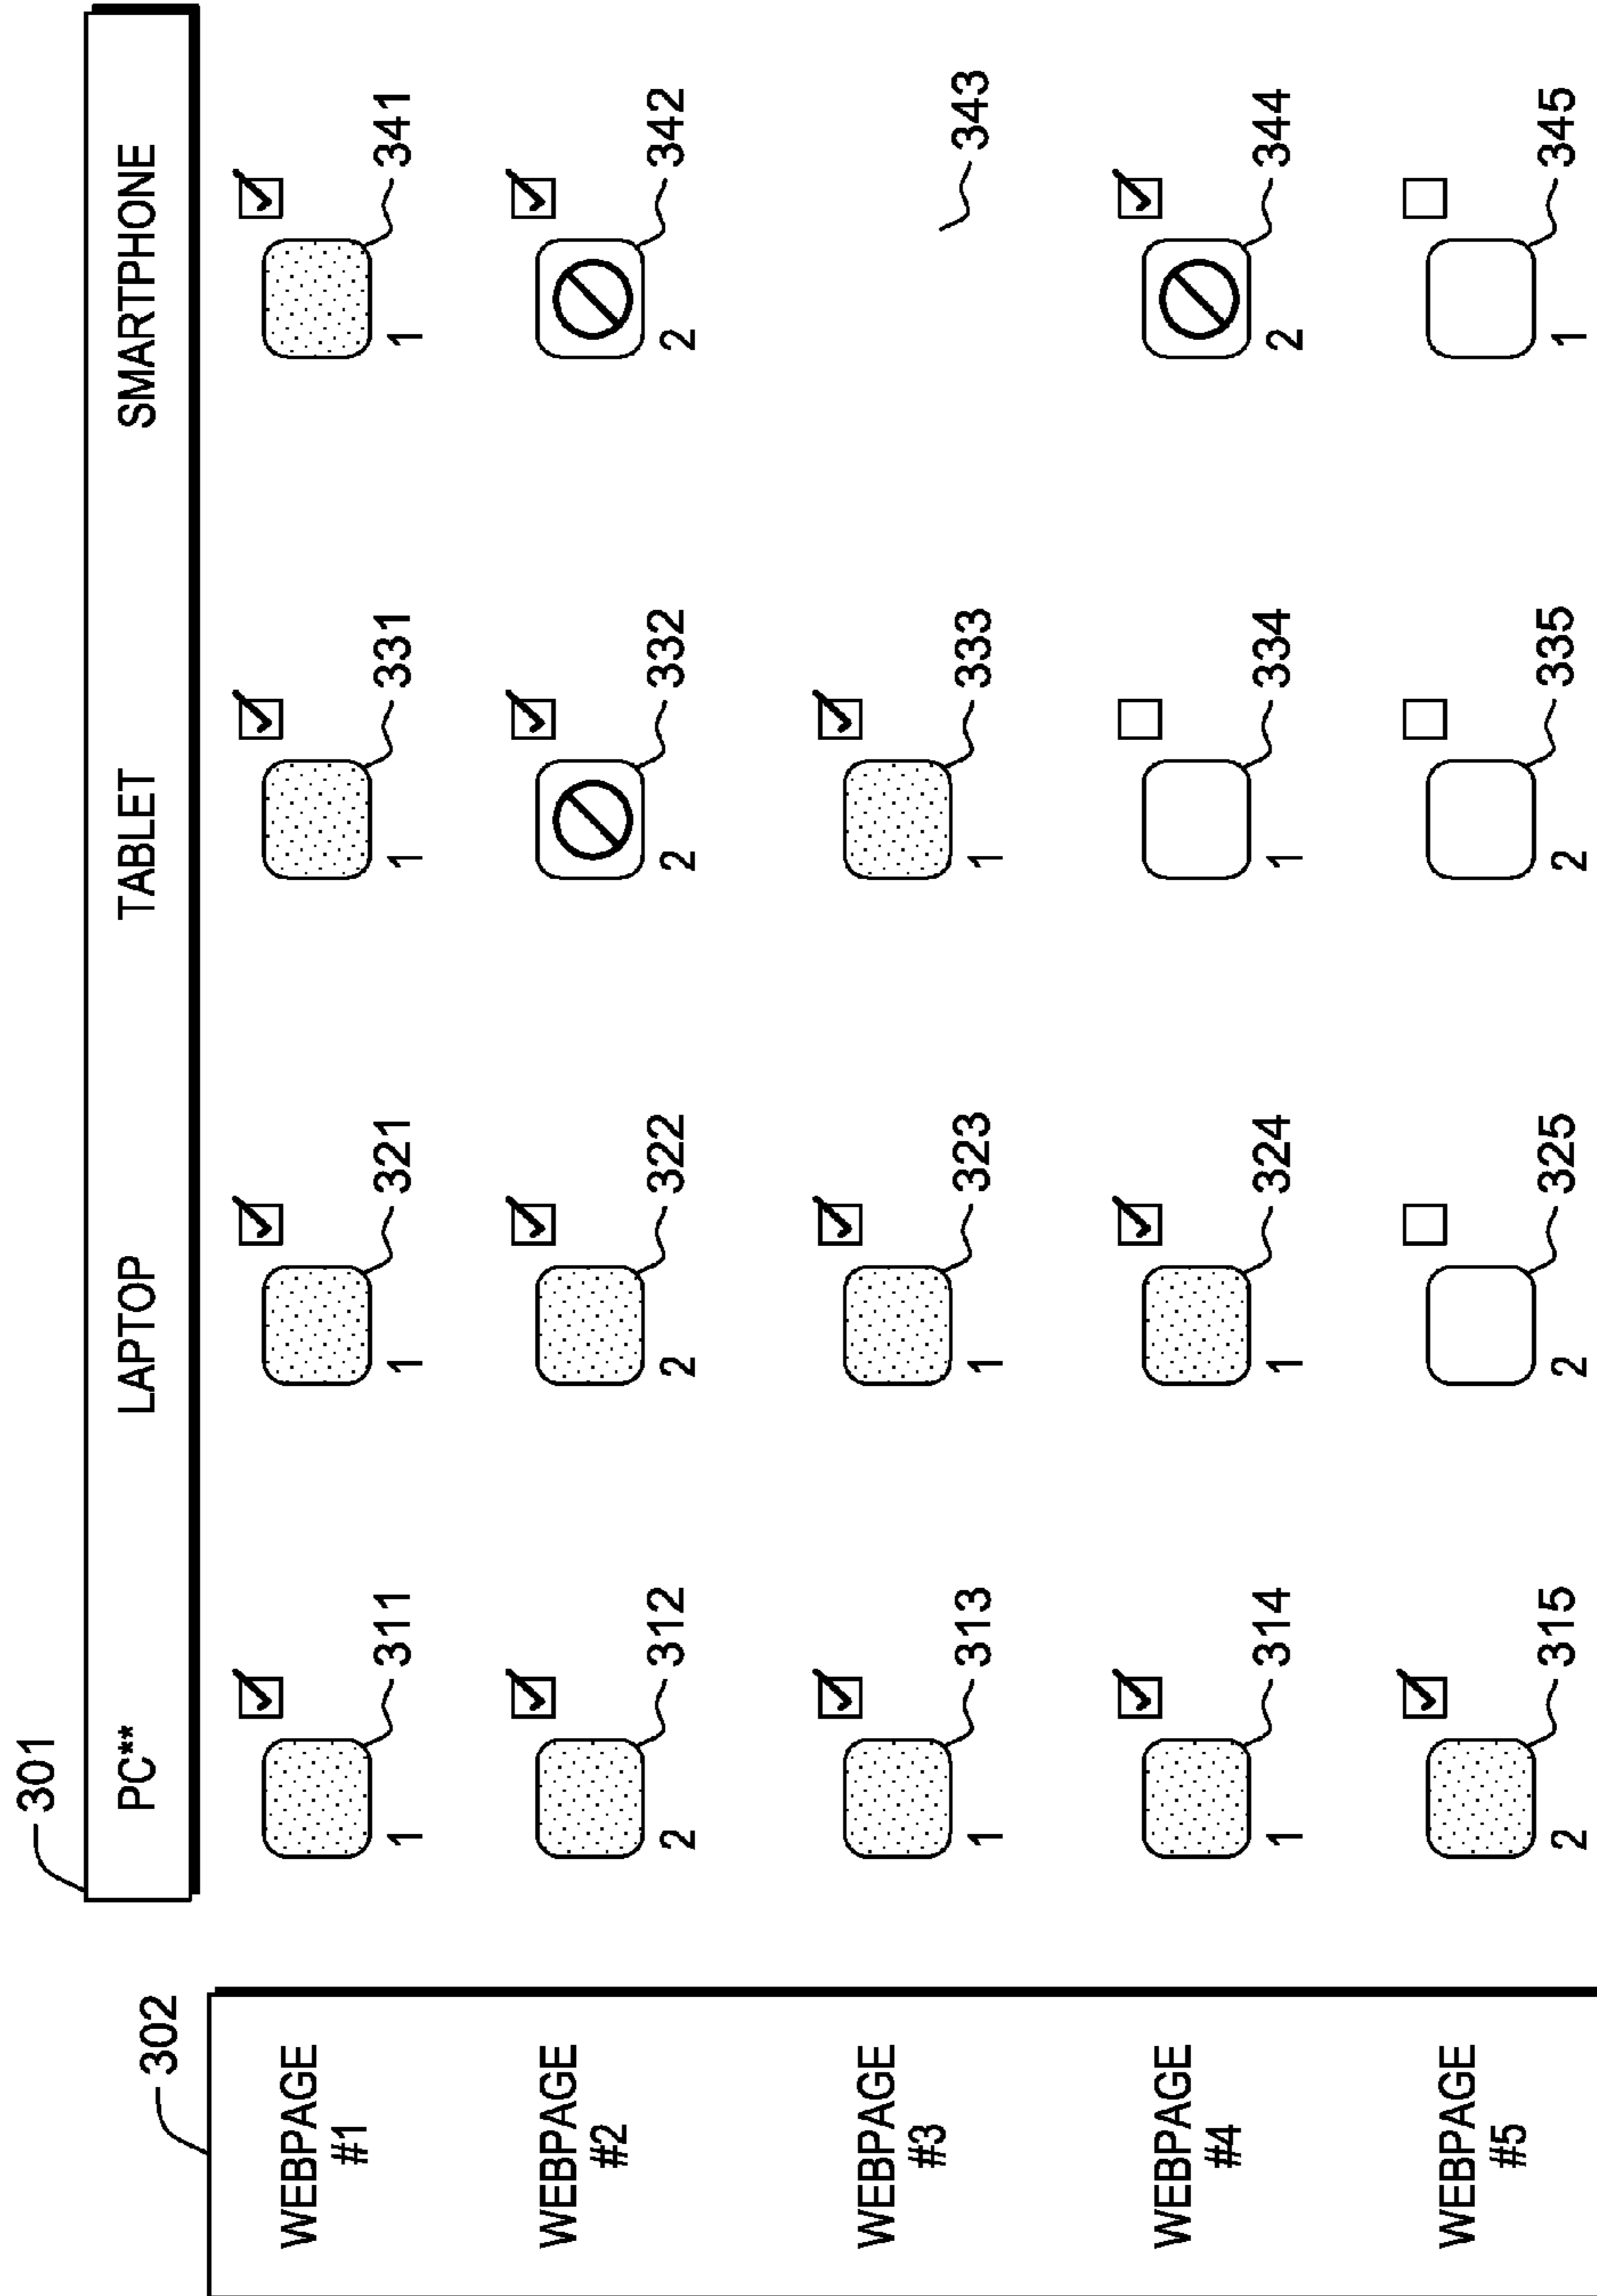 301
PC** LAPTOP TABLET SMARTPHONE
302
WEBPAGE
#1
1 311 1 321 1 331 1 341
WEBPAGE
#2
2 312 2 322 2 332 2 342
WEBPAGE
#3
1 313 1 323 1 333 343
WEBPAGE
#4
1 314 1 324 1 334 2 344
WEBPAGE
#5
2 315 2 325 2 335 1 345